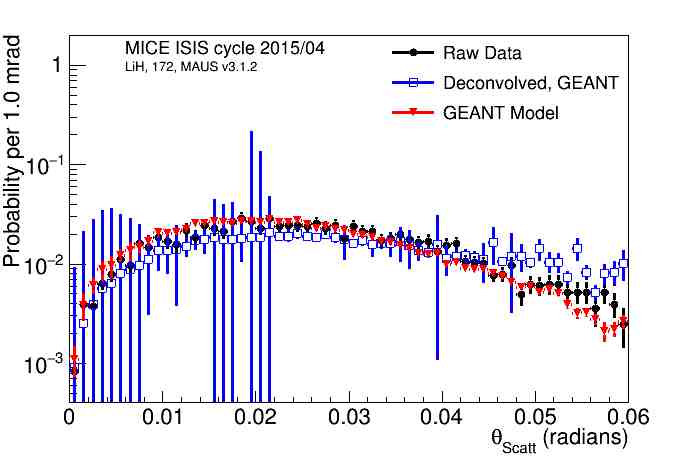 MICE ISIS cycle 2015/04
LiH, 172, MAUS v3.1.2
Raw Data
Deconvolved, GEANT
GEANT Model
Probability per 1.0 mrad
1
10⁻¹
10⁻²
10⁻³
0 0.01 0.02 0.03 0.04 0.05 0.06
θ_Scatt (radians)